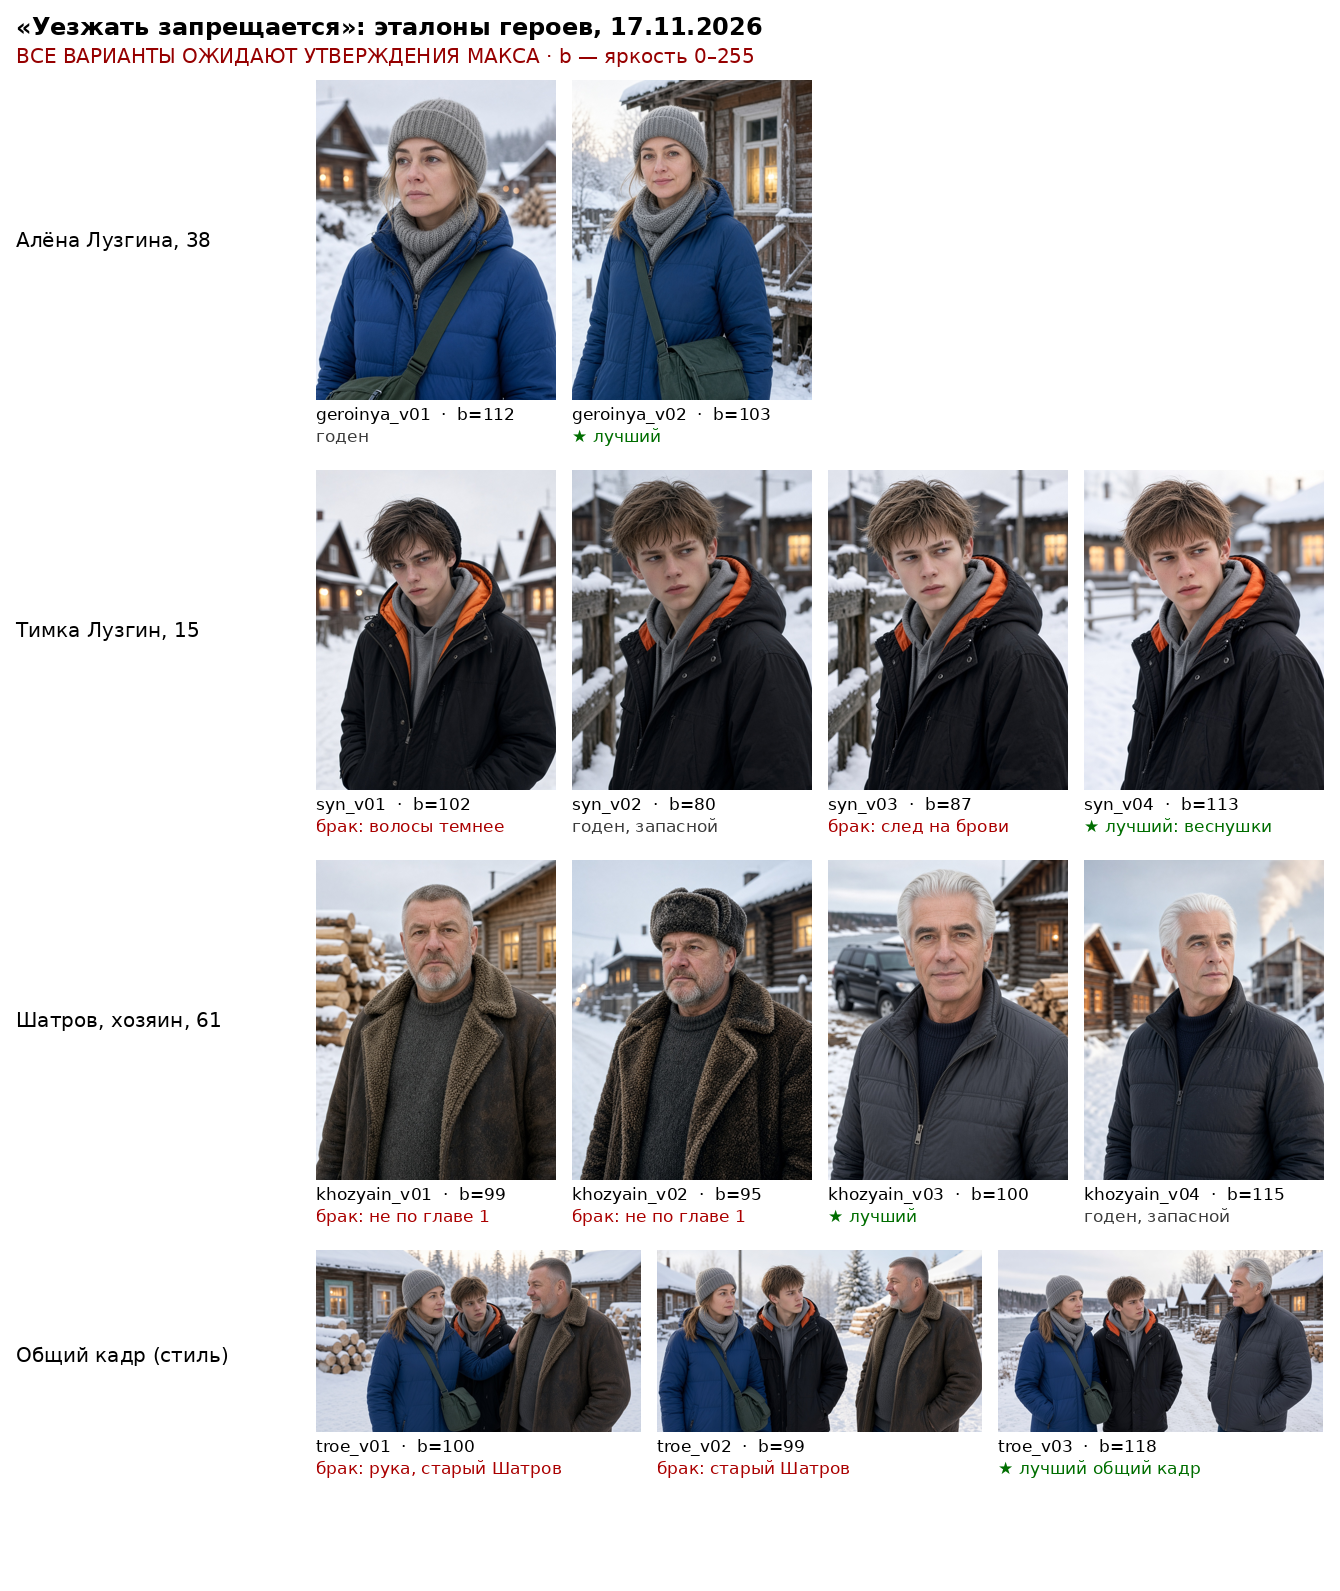 «Уезжать запрещается»: эталоны героев, 17.11.2026
ВСЕ ВАРИАНТЫ ОЖИДАЮТ УТВЕРЖДЕНИЯ МАКСА · b — яркость 0–255
Алёна Лузгина, 38
geroinya_v01 · b=112
годен
geroinya_v02 · b=103
★ лучший
Тимка Лузгин, 15
syn_v01 · b=102
брак: волосы темнее
syn_v02 · b=80
годен, запасной
syn_v03 · b=87
брак: след на брови
syn_v04 · b=113
★ лучший: веснушки
Шатров, хозяин, 61
khozyain_v01 · b=99
брак: не по главе 1
khozyain_v02 · b=95
брак: не по главе 1
khozyain_v03 · b=100
★ лучший
khozyain_v04 · b=115
годен, запасной
Общий кадр (стиль)
troe_v01 · b=100
брак: рука, старый Шатров
troe_v02 · b=99
брак: старый Шатров
troe_v03 · b=118
★ лучший общий кадр